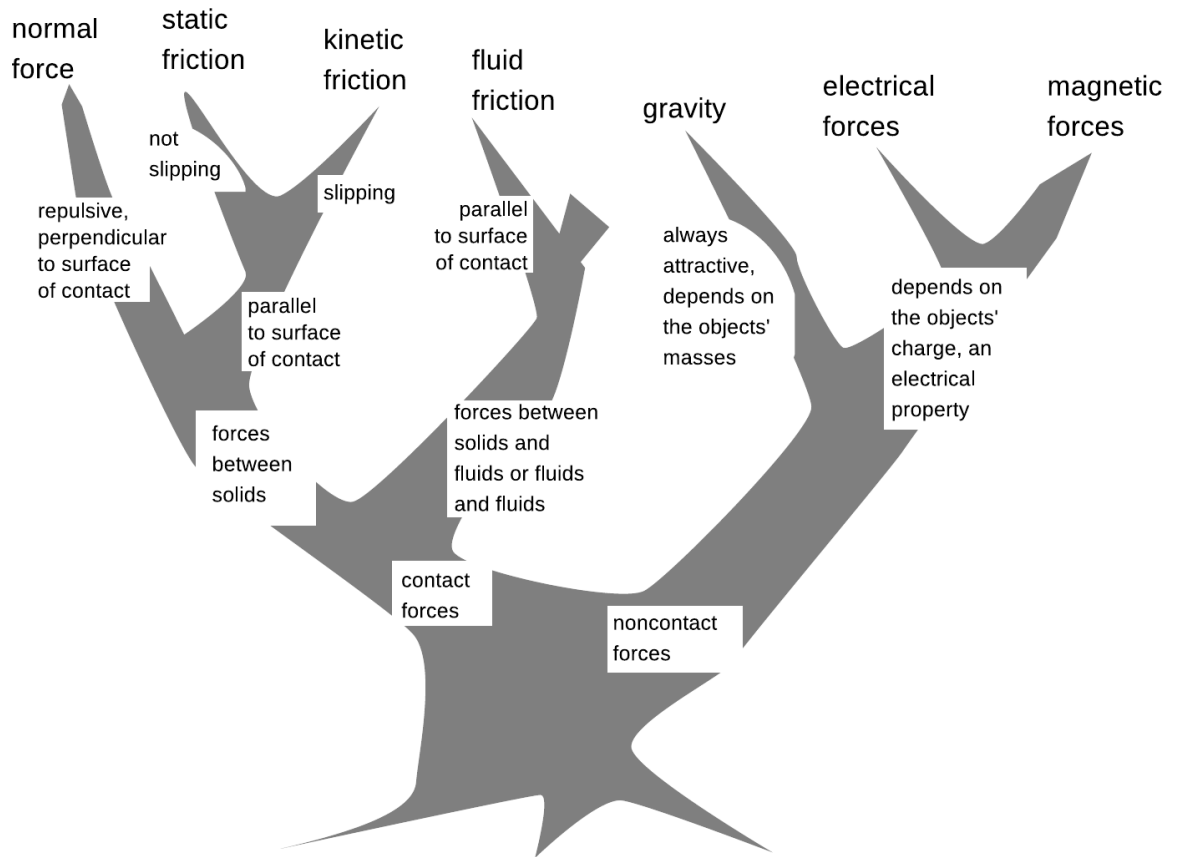 normal
force
static
friction
kinetic
friction
fluid
friction
gravity
electrical
forces
magnetic
forces
not
slipping
slipping
repulsive,
perpendicular
to surface
of contact
parallel
to surface
of contact
parallel
to surface
of contact
always
attractive,
depends on
the objects'
masses
depends on
the objects'
charge, an
electrical
property
forces
between
solids
forces between
solids and
fluids or fluids
and fluids
contact
forces
noncontact
forces